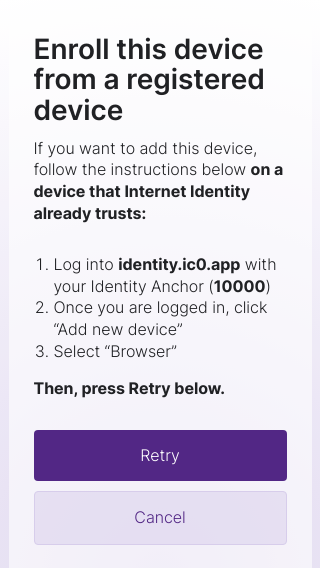 Enroll this device
from a registered
device
If you want to add this device,
follow the instructions below on a
device that Internet Identity
already trusts:
1. Log into identity.ic0.app with
your Identity Anchor (10000)
2. Once you are logged in, click
“Add new device”
3. Select “Browser”
Then, press Retry below.
Retry
Cancel